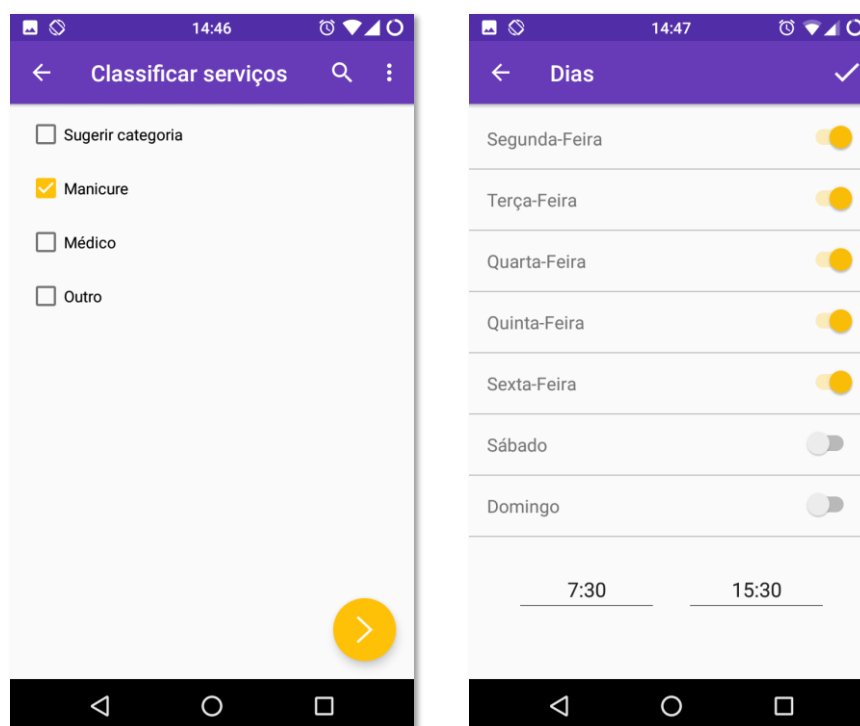 14:46
Classificar serviços
Sugerir categoria
Manicure
Médico
Outro
14:47
Dias
Segunda-Feira
Terça-Feira
Quarta-Feira
Quinta-Feira
Sexta-Feira
Sábado
Domingo
7:30 15:30